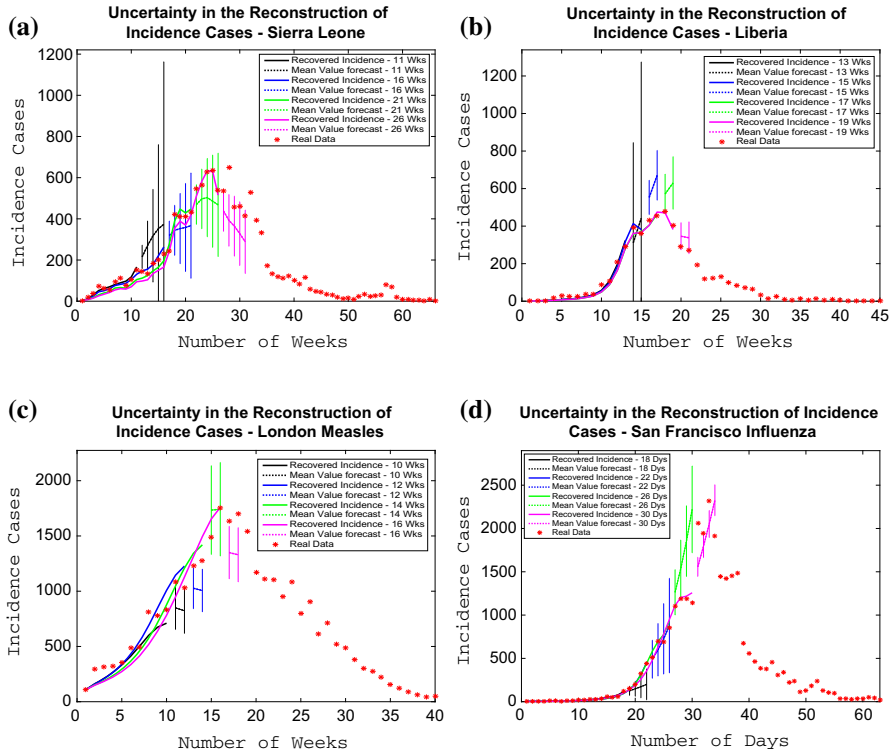 (a)
Uncertainty in the Reconstruction of
Incidence Cases - Sierra Leone
Recovered Incidence - 11 Wks
Mean Value forecast - 11 Wks
Recovered Incidence - 16 Wks
Mean Value forecast - 16 Wks
Recovered Incidence - 21 Wks
Mean Value forecast - 21 Wks
Recovered Incidence - 26 Wks
Mean Value forecast - 26 Wks
Real Data
1200
1000
800
600
400
200
0
Incidence Cases
0 10 20 30 40 50 60
Number of Weeks
(b)
Uncertainty in the Reconstruction of
Incidence Cases - Liberia
Recovered Incidence - 13 Wks
Mean Value forecast - 13 Wks
Recovered Incidence - 15 Wks
Mean Value forecast - 15 Wks
Recovered Incidence - 17 Wks
Mean Value forecast - 17 Wks
Recovered Incidence - 19 Wks
Mean Value forecast - 19 Wks
Real Data
1200
1000
800
600
400
200
0
Incidence Cases
0 5 10 15 20 25 30 35 40 45
Number of Weeks
(c)
Uncertainty in the Reconstruction of
Incidence Cases - London Measles
Recovered Incidence - 10 Wks
Mean Value forecast - 10 Wks
Recovered Incidence - 12 Wks
Mean Value forecast - 12 Wks
Recovered Incidence - 14 Wks
Mean Value forecast - 14 Wks
Recovered Incidence - 16 Wks
Mean Value forecast - 16 Wks
Real Data
2000
1500
1000
500
0
Incidence Cases
0 5 10 15 20 25 30 35 40
Number of Weeks
(d)
Uncertainty in the Reconstruction of Incidence
Cases - San Francisco Influenza
Recovered Incidence - 18 Dys
Mean Value forecast - 18 Dys
Recovered Incidence - 22 Dys
Mean Value forecast - 22 Dys
Recovered Incidence - 26 Dys
Mean Value forecast - 26 Dys
Recovered Incidence - 30 Dys
Mean Value forecast - 30 Dys
Real Data
2500
2000
1500
1000
500
0
Incidence Cases
0 10 20 30 40 50 60
Number of Days